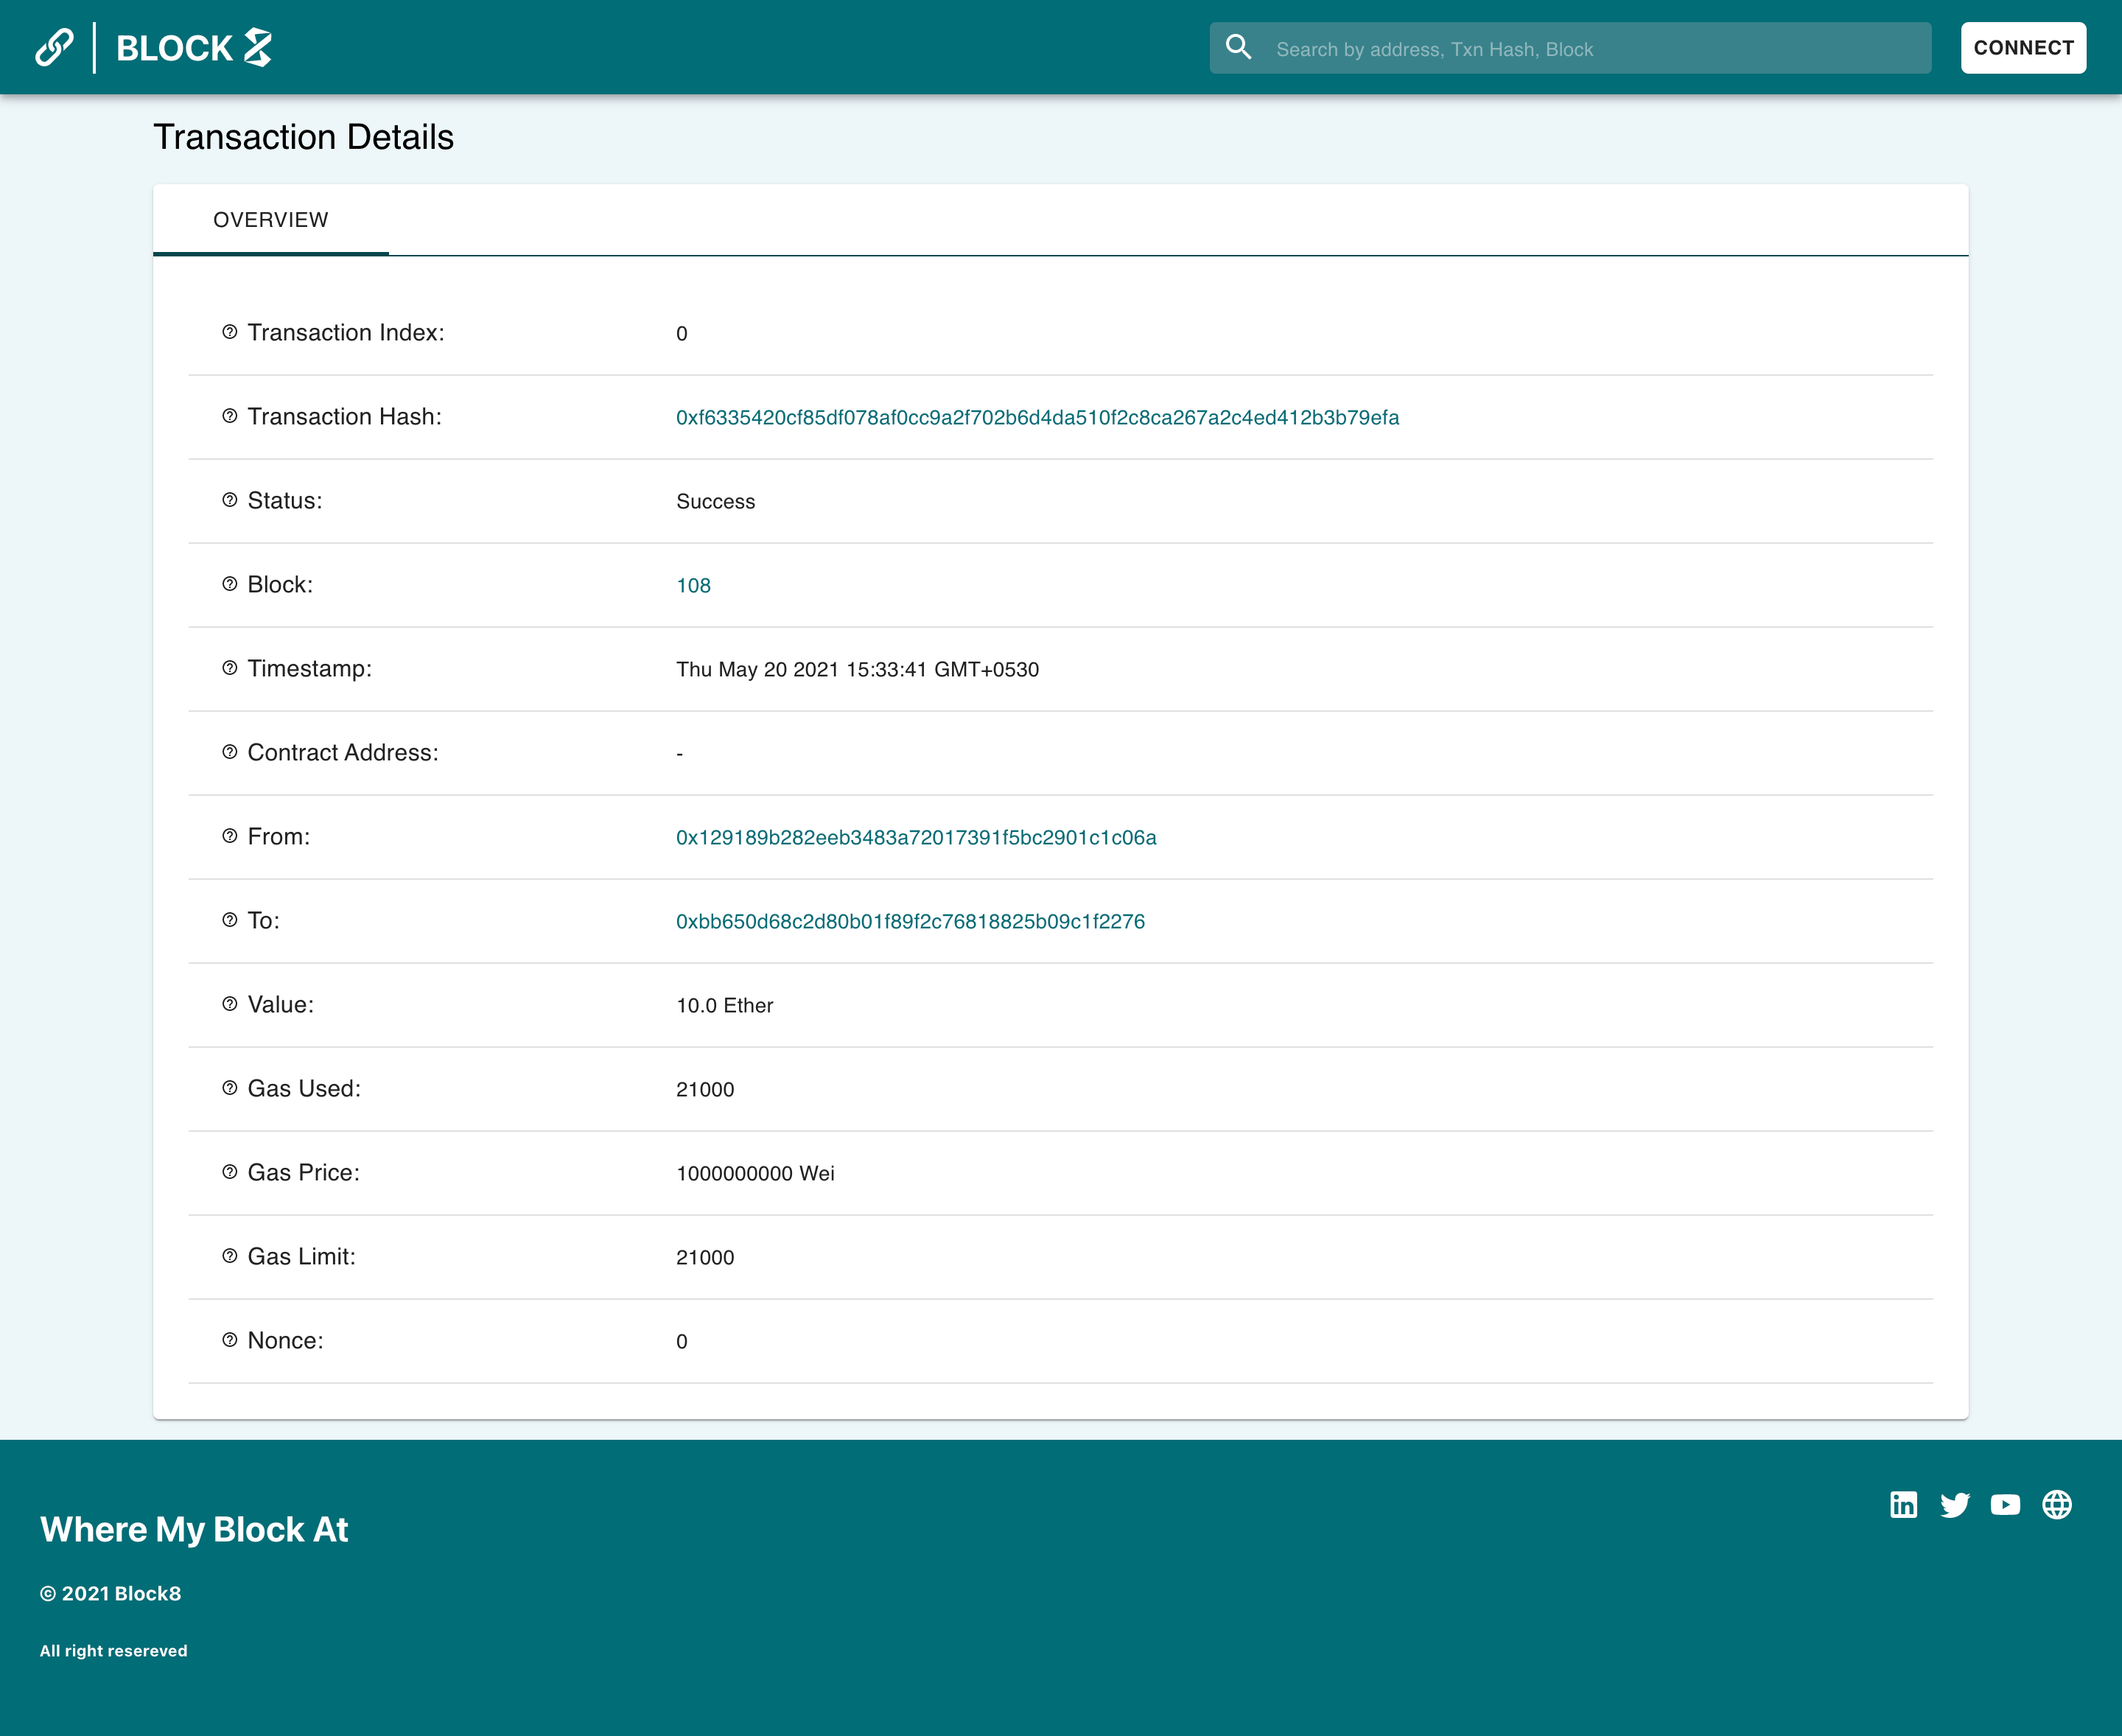 BLOCK 8
Search by address, Txn Hash, Block
CONNECT
Transaction Details
OVERVIEW
Transaction Index: 0
Transaction Hash: 0xf6335420cf85df078af0cc9a2f702b6d4da510f2c8ca267a2c4ed412b3b79efa
Status: Success
Block: 108
Timestamp: Thu May 20 2021 15:33:41 GMT+0530
Contract Address: -
From: 0x129189b282eeb3483a72017391f5bc2901c1c06a
To: 0xbb650d68c2d80b01f89f2c76818825b09c1f2276
Value: 10.0 Ether
Gas Used: 21000
Gas Price: 1000000000 Wei
Gas Limit: 21000
Nonce: 0
Where My Block At
© 2021 Block8
All right resereved